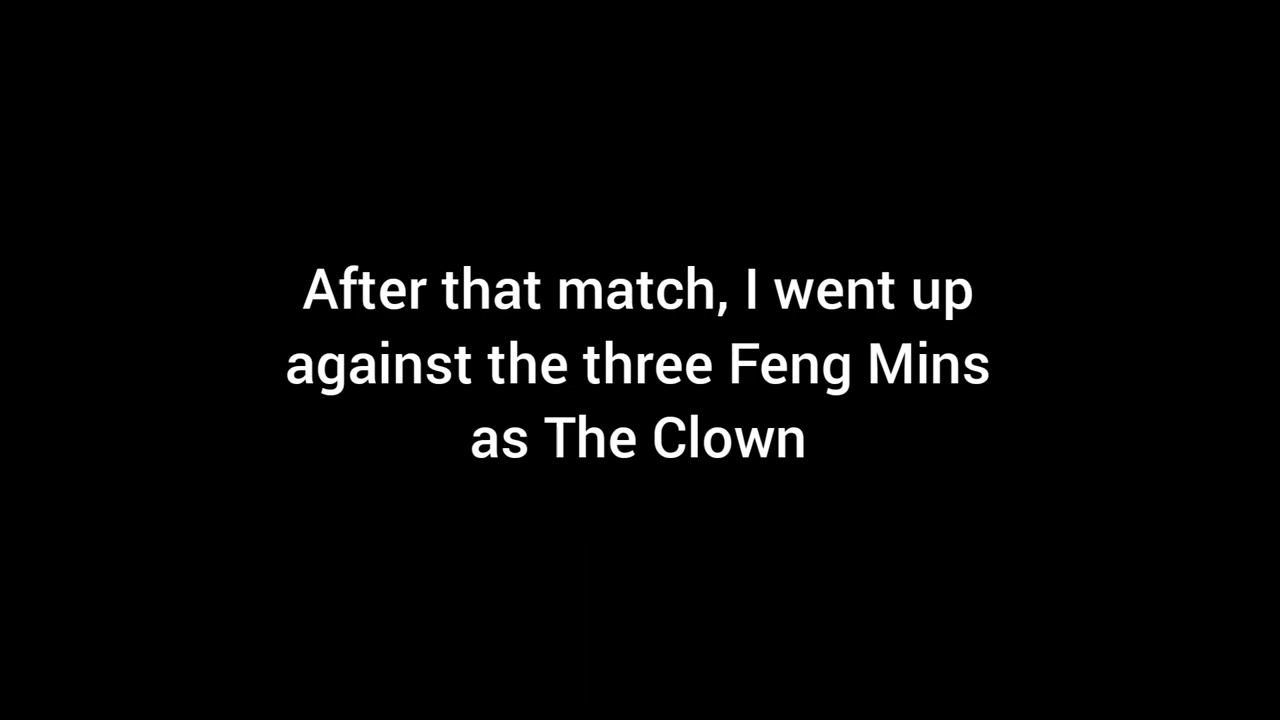 After that match, I went up
against the three Feng Mins
as The Clown